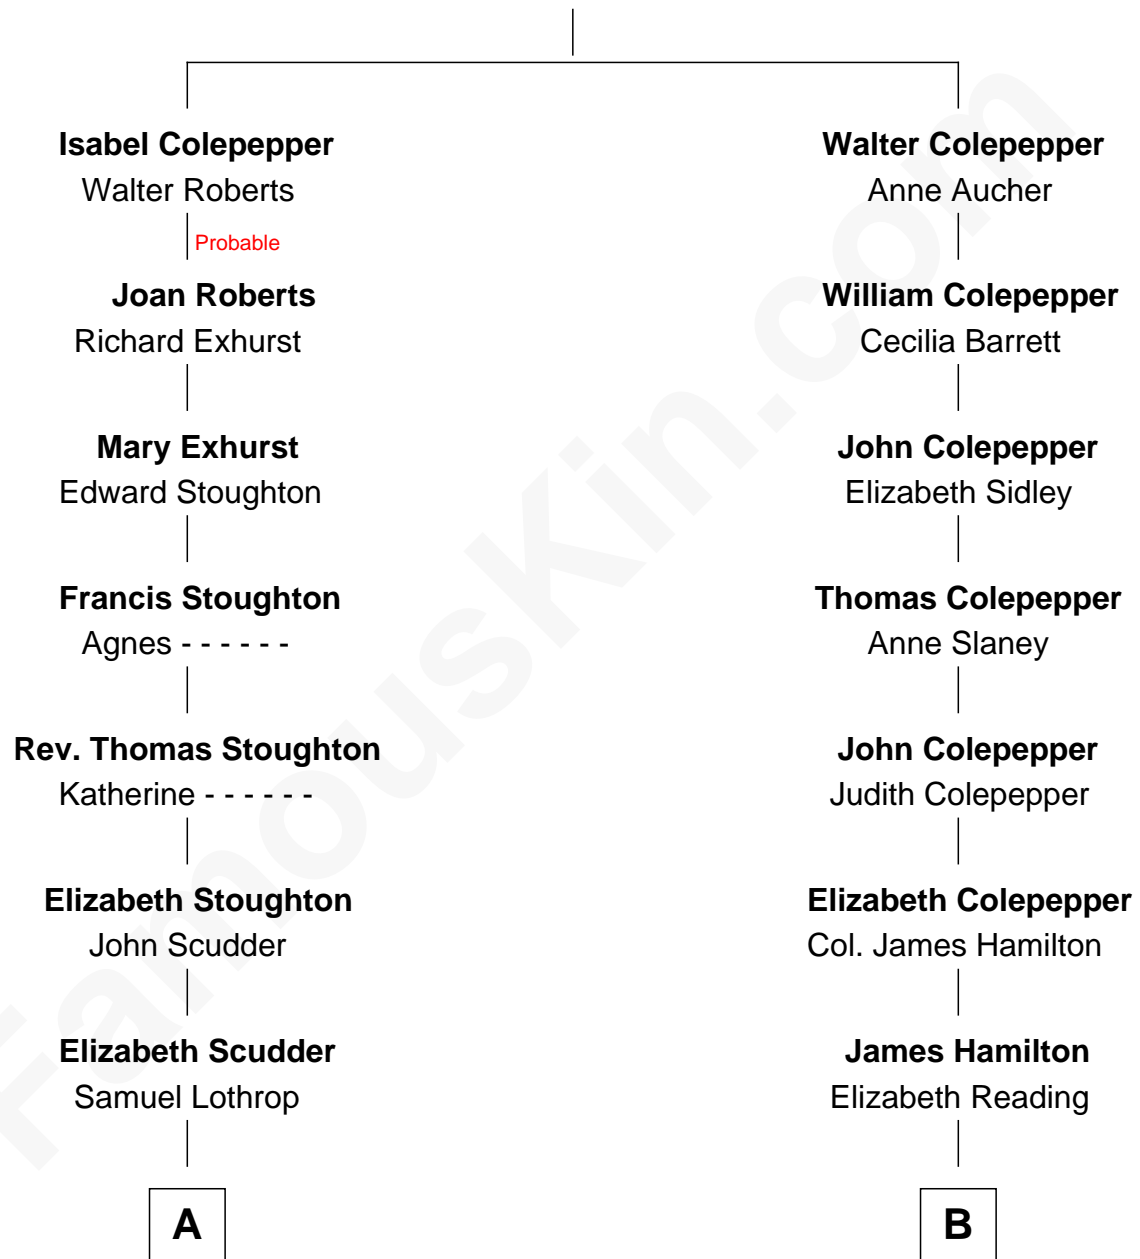 Isabel Colepepper
Walter Roberts
Probable
Joan Roberts
Richard Exhurst
Mary Exhurst
Edward Stoughton
Francis Stoughton
Agnes - - - - - -
Rev. Thomas Stoughton
Katherine - - - - - -
Elizabeth Stoughton
John Scudder
Elizabeth Scudder
Samuel Lothrop
A
Walter Colepepper
Anne Aucher
William Colepepper
Cecilia Barrett
John Colepepper
Elizabeth Sidley
Thomas Colepepper
Anne Slaney
John Colepepper
Judith Colepepper
Elizabeth Colepepper
Col. James Hamilton
James Hamilton
Elizabeth Reading
B
FamousKin.com